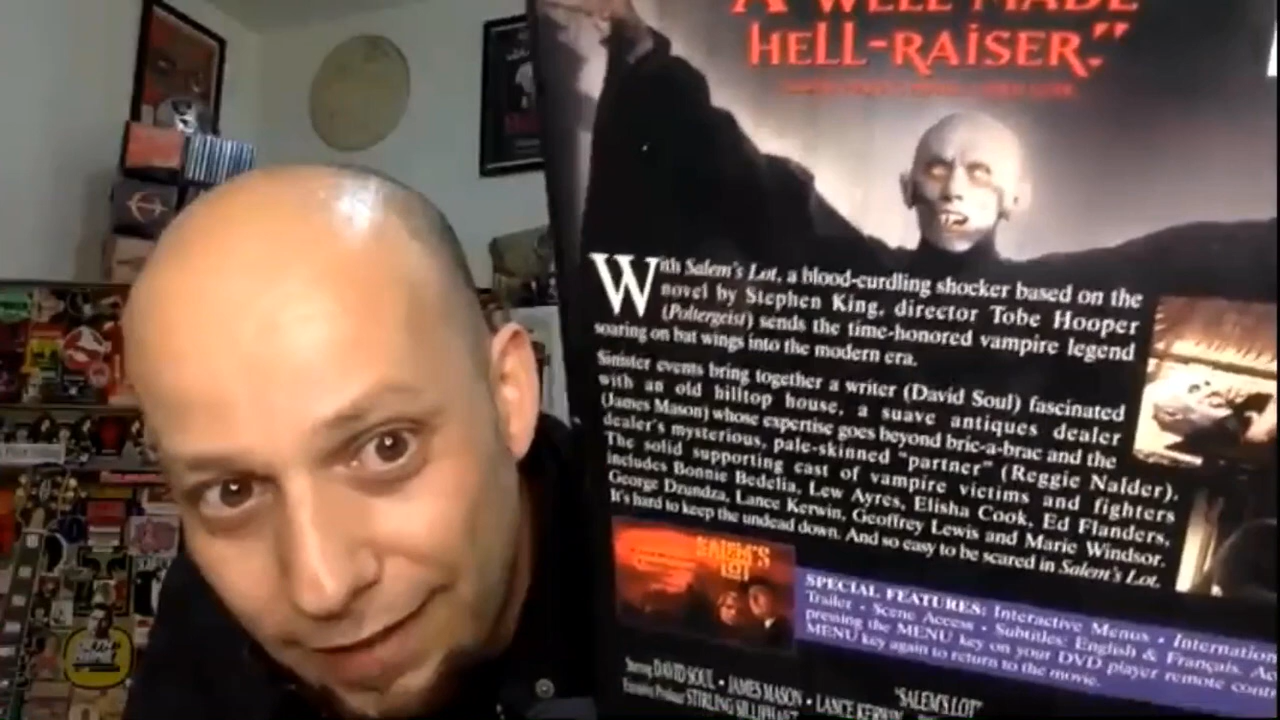 "A WELL MADE
HELL-RAISER."
With Salem's Lot, a blood-curdling shocker based on the
novel by Stephen King, director Tobe Hooper
(Poltergeist) sends the time-honored vampire legend
soaring on bat wings into the modern era.
Sinister events bring together a writer (David Soul) fascinated
with an old hilltop house, a suave antiques dealer
(James Mason) whose expertise goes beyond bric-a-brac and the
dealer's mysterious, pale-skinned "partner" (Reggie Nalder).
The solid supporting cast of vampire victims and fighters
includes Bonnie Bedelia, Lew Ayres, Elisha Cook, Ed Flanders,
George Dzundza, Lance Kerwin, Geoffrey Lewis and Marie Windsor.
It's hard to keep the undead down. And so easy to be scared in Salem's Lot.
SALEM'S
LOT
SPECIAL FEATURES: Interactive Menus • Internation
Trailer • Scene Access • Subtitles: English & Français. Ac
pressing the MENU key on your DVD player remote contr
MENU key again to return to the movie.
"SALEM'S LOT"
Starring DAVID SOUL • JAMES MASON • LANCE KERWIN
Executive Producer STIRLING SILLIPHANT